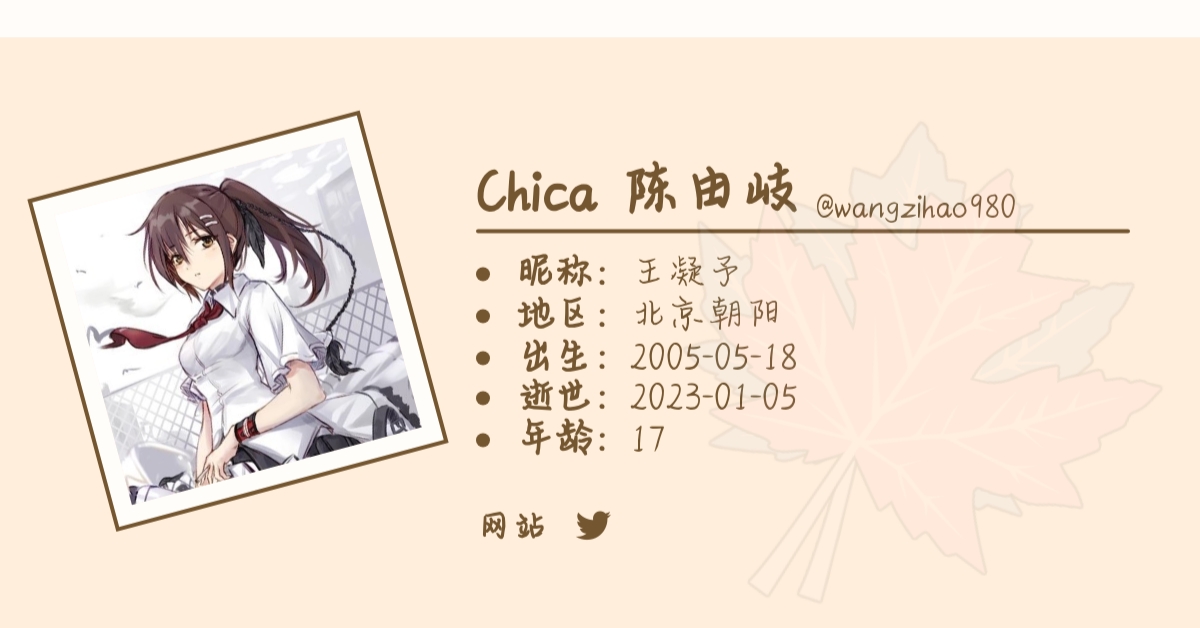 Chica 陈由岐 @wangzihao980
昵称： 王凝予
地区： 北京朝阳
出生： 2005-05-18
逝世： 2023-01-05
年龄： 17
网站